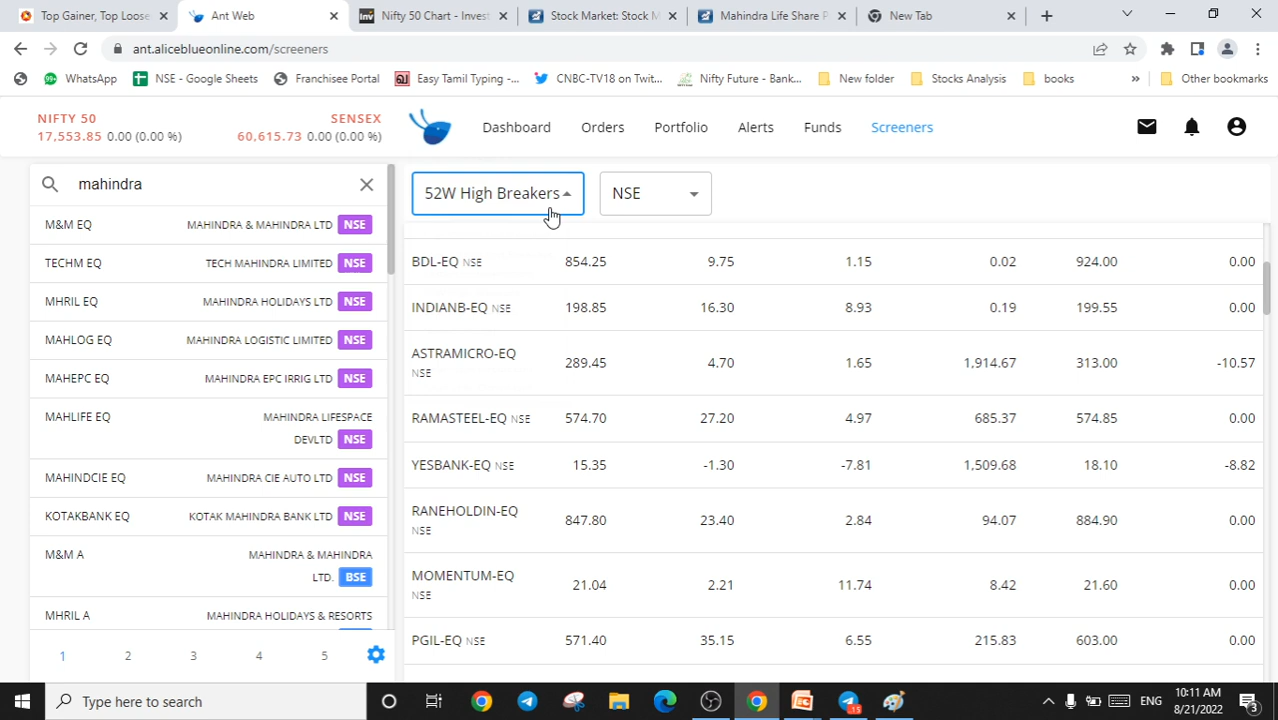 Top Gainer, Top Loose
Ant Web
Nifty 50 Chart - Invest
Stock Market: Stock M
Mahindra Life Share P
New Tab
ant.aliceblueonline.com/screeners
WhatsApp
NSE - Google Sheets
Franchisee Portal
Easy Tamil Typing -...
CNBC-TV18 on Twit...
Nifty Future - Bank...
New folder
Stocks Analysis
books
»
Other bookmarks
NIFTY 50
17,553.85 0.00 (0.00 %)
SENSEX
60,615.73 0.00 (0.00 %)
Dashboard
Orders
Portfolio
Alerts
Funds
Screeners
mahindra
M&M EQ MAHINDRA & MAHINDRA LTD NSE
TECHM EQ TECH MAHINDRA LIMITED NSE
MHRIL EQ MAHINDRA HOLIDAYS LTD NSE
MAHLOG EQ MAHINDRA LOGISTIC LIMITED NSE
MAHEPC EQ MAHINDRA EPC IRRIG LTD NSE
MAHLIFE EQ MAHINDRA LIFESPACE
DEVLTD NSE
MAHINDCIE EQ MAHINDRA CIE AUTO LTD NSE
KOTAKBANK EQ KOTAK MAHINDRA BANK LTD NSE
M&M A MAHINDRA & MAHINDRA
LTD. BSE
MHRIL A MAHINDRA HOLIDAYS & RESORTS
1 2 3 4 5
52W High Breakers
NSE
BDL-EQ NSE 854.25 9.75 1.15 0.02 924.00 0.00
INDIANB-EQ NSE 198.85 16.30 8.93 0.19 199.55 0.00
ASTRAMICRO-EQ
NSE 289.45 4.70 1.65 1,914.67 313.00 -10.57
RAMASTEEL-EQ NSE 574.70 27.20 4.97 685.37 574.85 0.00
YESBANK-EQ NSE 15.35 -1.30 -7.81 1,509.68 18.10 -8.82
RANEHOLDIN-EQ
NSE 847.80 23.40 2.84 94.07 884.90 0.00
MOMENTUM-EQ
NSE 21.04 2.21 11.74 8.42 21.60 0.00
PGIL-EQ NSE 571.40 35.15 6.55 215.83 603.00 0.00
Type here to search
ENG
10:11 AM
8/21/2022
3